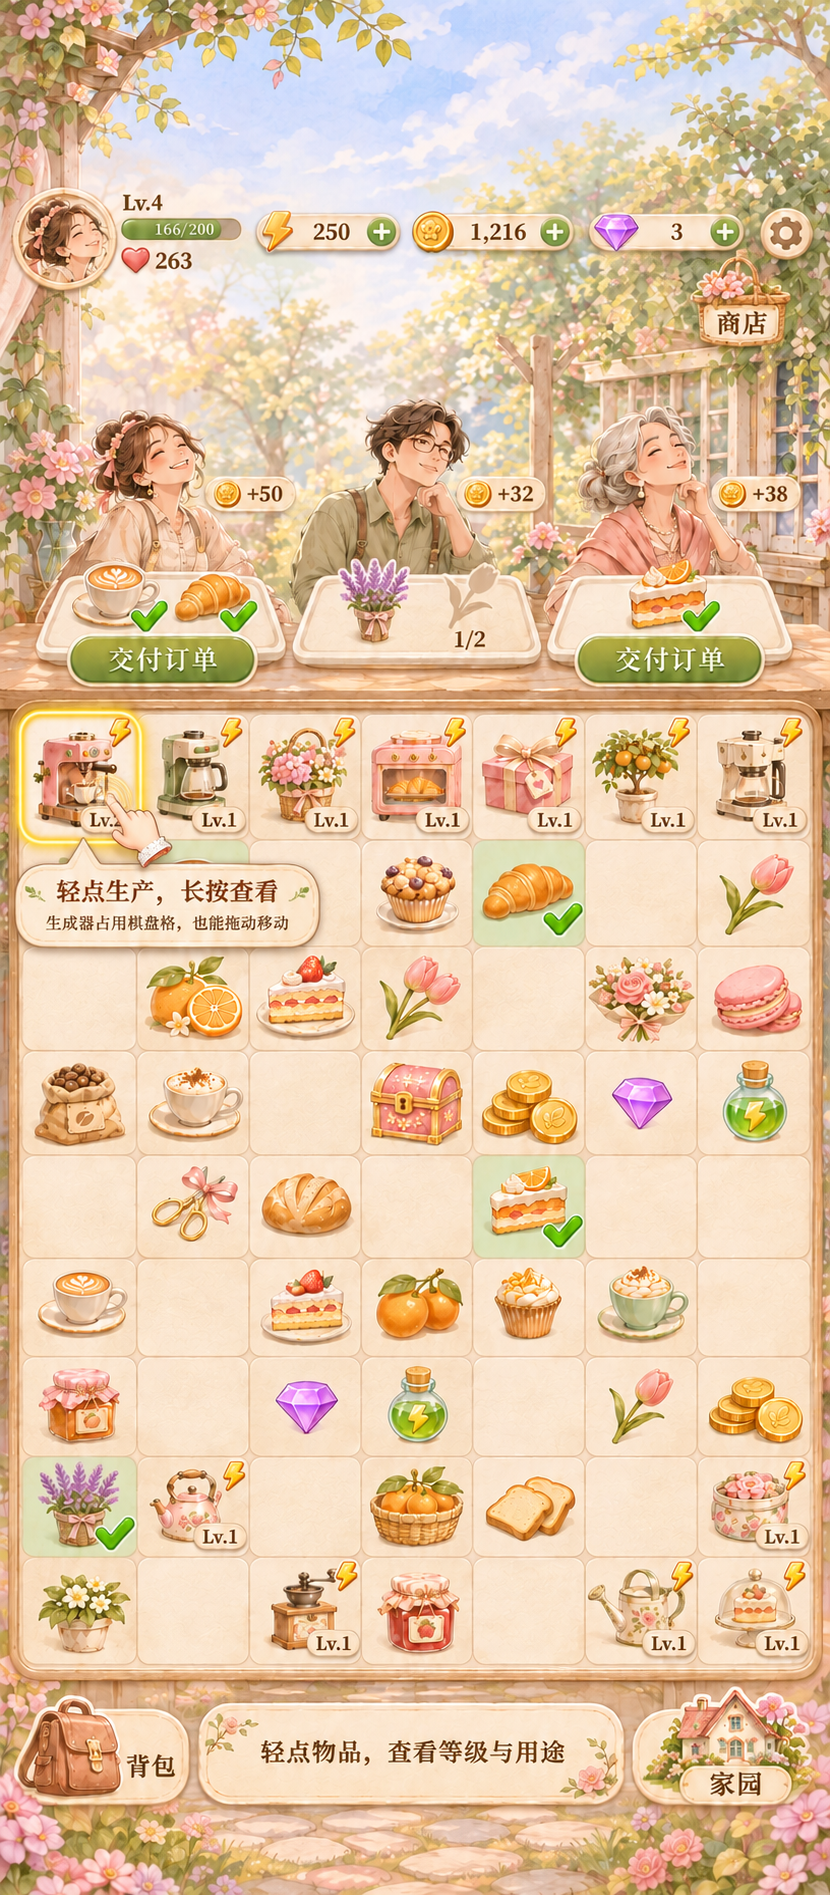 Lv.4
166/200
263
250
1,216
3
商店
+50
+32
+38
1/2
交付订单
交付订单
Lv.2
Lv.1
Lv.1
Lv.1
Lv.1
Lv.1
Lv.1
轻点生产，长按查看
生成器占用棋盘格，也能拖动移动
Lv.1
Lv.1
Lv.1
Lv.1
Lv.1
背包
轻点物品，查看等级与用途
家园